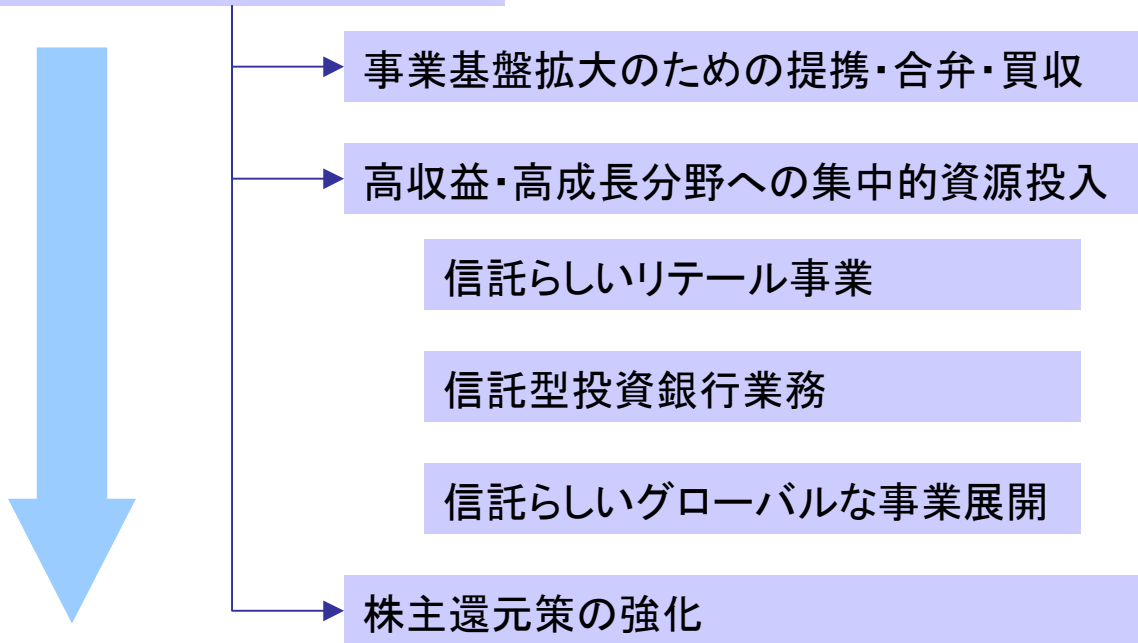 事業基盤拡大のための提携・合弁・買収
高収益・高成長分野への集中的資源投入
信託らしいリテール事業
信託型投資銀行業務
信託らしいグローバルな事業展開
株主還元策の強化